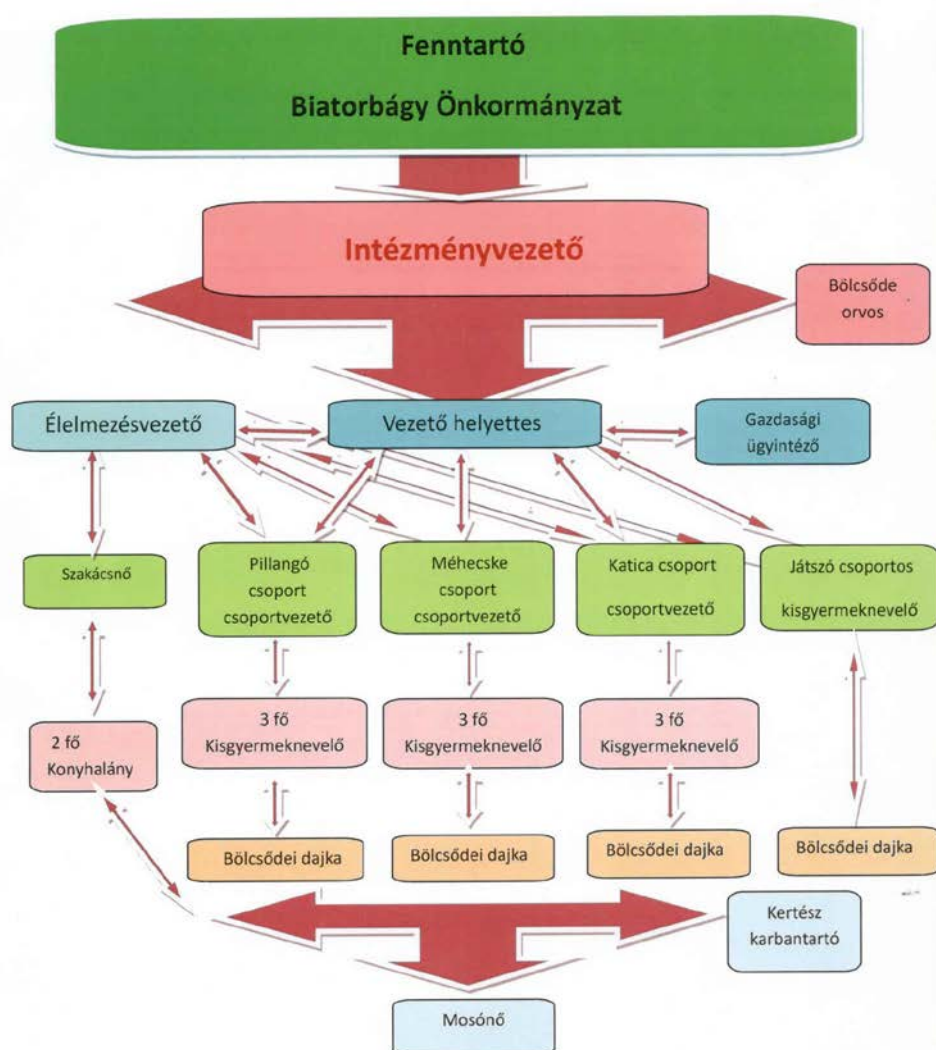 Fenntartó
Biatorbágy Önkormányzat
Intézményvezető
Bölcsőde
orvos
Élelmezésvezető
Vezető helyettes
Gazdasági
ügyintéző
Szakácsnő
Pillangó
csoport
csoportvezető
Méhecske
csoport
csoportvezető
Katica csoport
csoportvezető
Játszó csoportos
kisgyermeknevelő
2 fő
Konyhalány
3 fő
Kisgyermeknevelő
3 fő
Kisgyermeknevelő
3 fő
Kisgyermeknevelő
Bölcsődei dajka
Bölcsődei dajka
Bölcsődei dajka
Bölcsődei dajka
Kertész
karbantartó
Mosónő